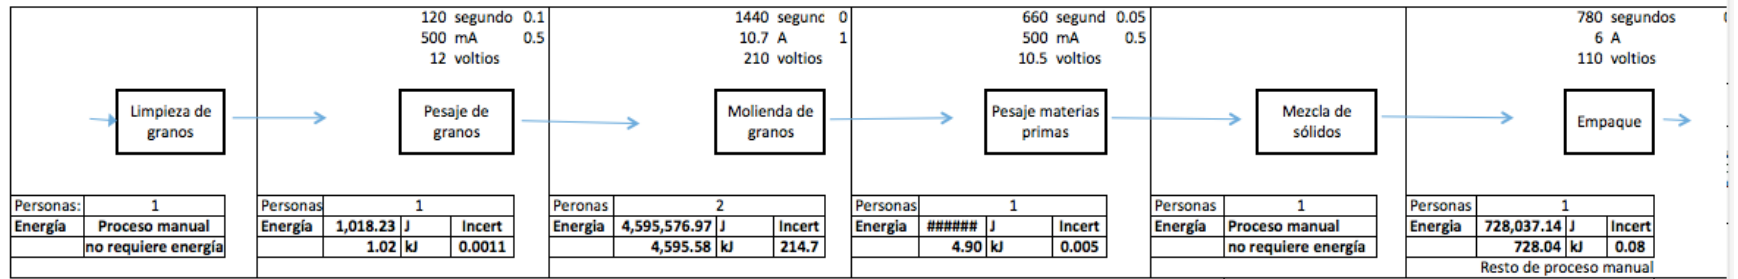 120 segundo 0.1
500 mA 0.5
12 voltios
1440 segunc 0
10.7 A 1
210 voltios
660 segund 0.05
500 mA 0.5
10.5 voltios
780 segundos
6 A
110 voltios
Limpieza de
granos
Pesaje de
granos
Molienda de
granos
Pesaje materias
primas
Mezcla de
sólidos
Empaque
Personas: 1
Energía Proceso manual
no requiere energía
Personas 1
Energía 1,018.23 J Incert
1.02 kJ 0.0011
Peronas 2
Energia 4,595,576.97 J Incert
4,595.58 kJ 214.7
Personas 1
Energia ###### J Incert
4.90 kJ 0.005
Personas 1
Energía Proceso manual
no requiere energía
Personas 1
Energía 728,037.14 J Incert
728.04 kJ 0.08
Resto de proceso manual